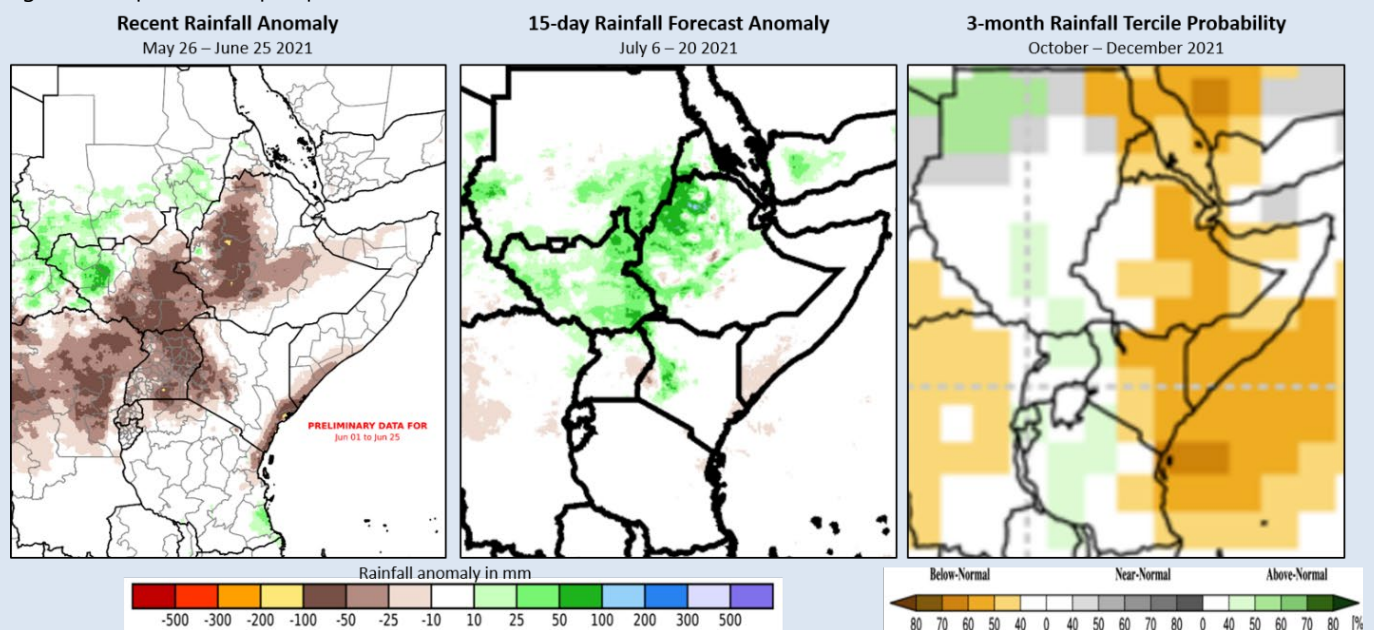 Recent Rainfall Anomaly
May 26 – June 25 2021
15-day Rainfall Forecast Anomaly
July 6 – 20 2021
3-month Rainfall Tercile Probability
October – December 2021
PRELIMINARY DATA FOR
Jun 01 to Jun 25
Rainfall anomaly in mm
-500 -300 -200 -100 -50 -25 -10 10 25 50 100 200 300 500
Below-Normal Near-Normal Above-Normal
80 70 60 50 40 0 40 50 60 70 80 0 40 50 60 70 80 [%